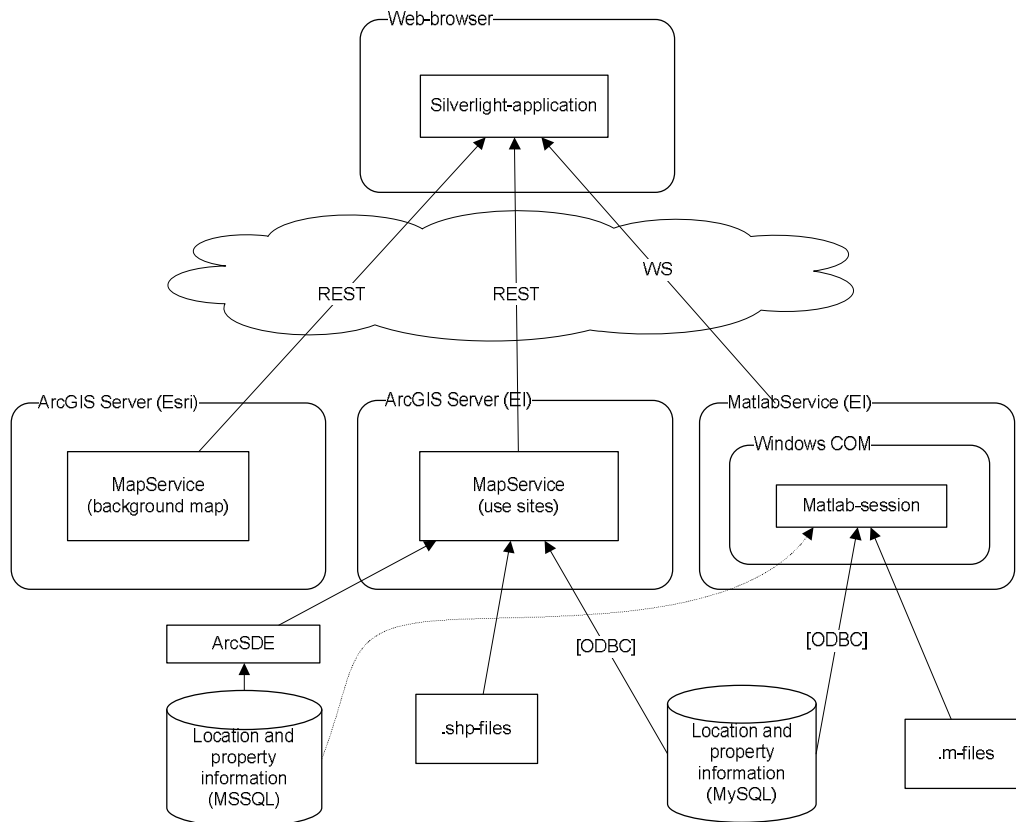 Web-browser
Silverlight-application
REST
REST
WS
ArcGIS Server (Esri)
MapService
(background map)
ArcGIS Server (EI)
MapService
(use sites)
MatlabService (EI)
Windows COM
Matlab-session
ArcSDE
[ODBC]
[ODBC]
Location and
property
information
(MSSQL)
.shp-files
Location and
property
information
(MySQL)
.m-files